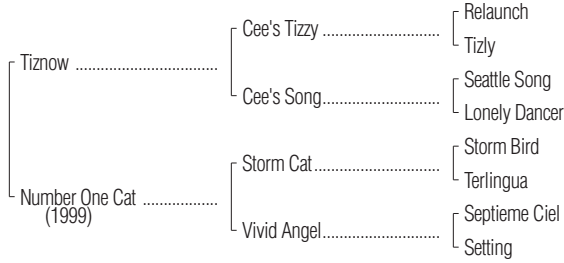 Relaunch
Cee's Tizzy ..............................
Tizly
Tiznow ....................................
Seattle Song
Cee's Song..............................
Lonely Dancer
Storm Bird
Storm Cat ................................
Terlingua
Number One Cat ...................
(1999)
Septieme Ciel
Vivid Angel..............................
Setting